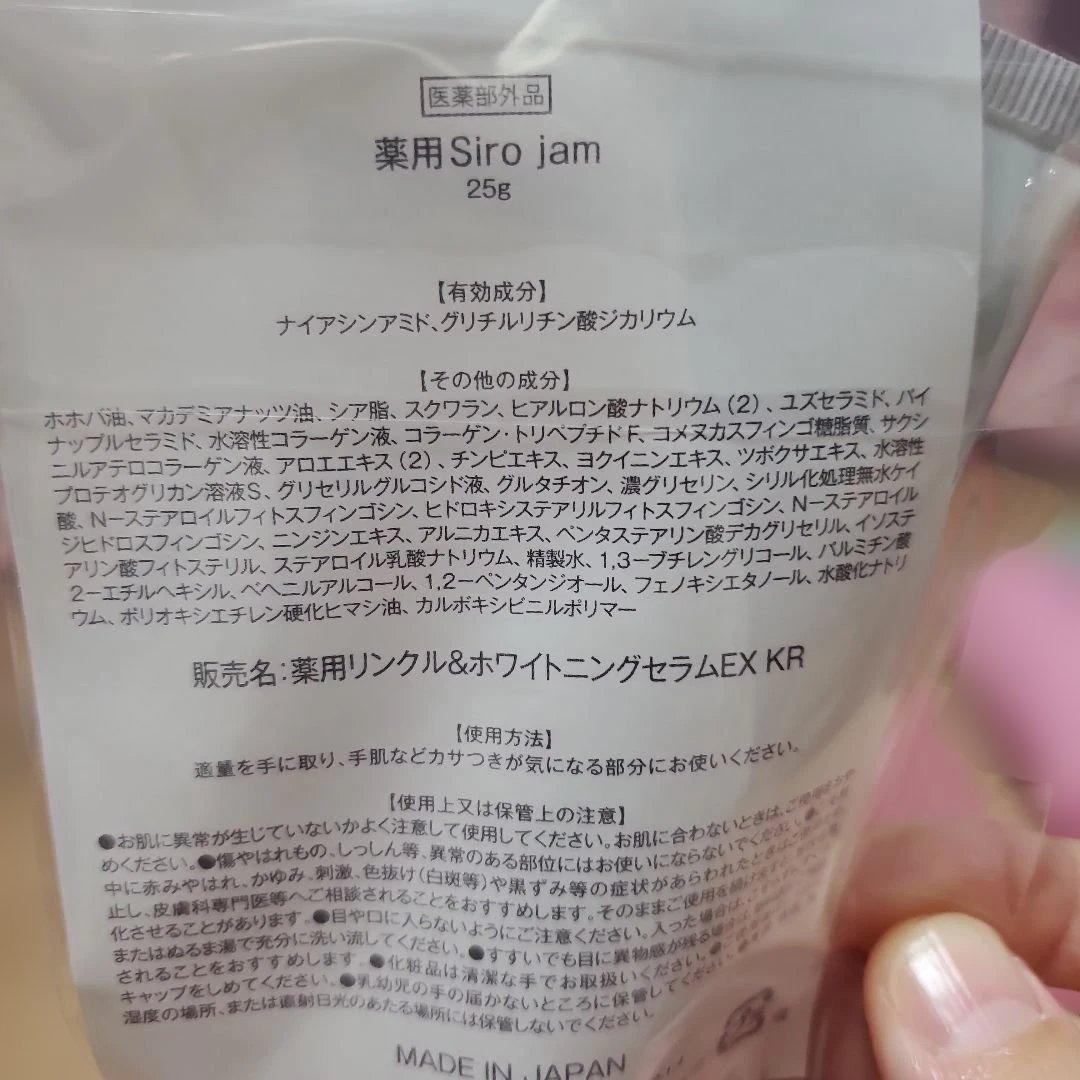 医薬部外品
薬用Siro jam
25g
【有効成分】
ナイアシンアミド、グリチルリチン酸ジカリウム
【その他の成分】
ホホバ油、マカデミアナッツ油、シア脂、スクワラン、ヒアルロン酸ナトリウム（2）、ユズセラミド、パイ
ナップルセラミド、水溶性コラーゲン液、コラーゲン・トリペプチドF、コメヌカスフィンゴ糖脂質、サクシ
ニルアテロコラーゲン液、アロエエキス（2）、チンピエキス、ヨクイニンエキス、ツボクサエキス、水溶性
プロテオグリカン溶液S、グリセリルグルコシド液、グルタチオン、濃グリセリン、シリル化処理無水ケイ
酸、N－ステアロイルフィトスフィンゴシン、ヒドロキシステアリルフィトスフィンゴシン、N－ステアロイル
ジヒドロスフィンゴシン、ニンジンエキス、アルニカエキス、ペンタステアリン酸デカグリセリル、イソステ
アリン酸フィトステリル、ステアロイル乳酸ナトリウム、精製水、1,3－ブチレングリコール、パルミチン酸
2－エチルヘキシル、ベヘニルアルコール、1,2－ペンタンジオール、フェノキシエタノール、水酸化ナトリ
ウム、ポリオキシエチレン硬化ヒマシ油、カルボキシビニルポリマー
販売名：薬用リンクル&ホワイトニングセラムEX KR
【使用方法】
適量を手に取り、手肌などカサつきが気になる部分にお使いください。
【使用上又は保管上の注意】
●お肌に異常が生じていないかよく注意して使用してください。お肌に合わないときは、ご使用を
めください。●傷やはれもの、しっしん等、異常のある部位にはお使いにならないでください。
中に赤みやはれ、かゆみ、刺激、色抜け（白斑等）や黒ずみ等の症状があらわれたときは
止し、皮膚科専門医等へご相談されることをおすすめします。そのままご使用を続けますと
化させることがあります。●目や口に入らないようにご注意ください。入った場合は、
またはぬるま湯で充分に洗い流してください。●すすいでも目に異物感が残る場合は
されることをおすすめします。●化粧品は清潔な手でお取扱いください。
キャップをしめてください。●乳幼児の手の届かないところに保管してください。
湿度の場所、または直射日光のあたる場所には保管しないでください。
MADE IN JAPAN